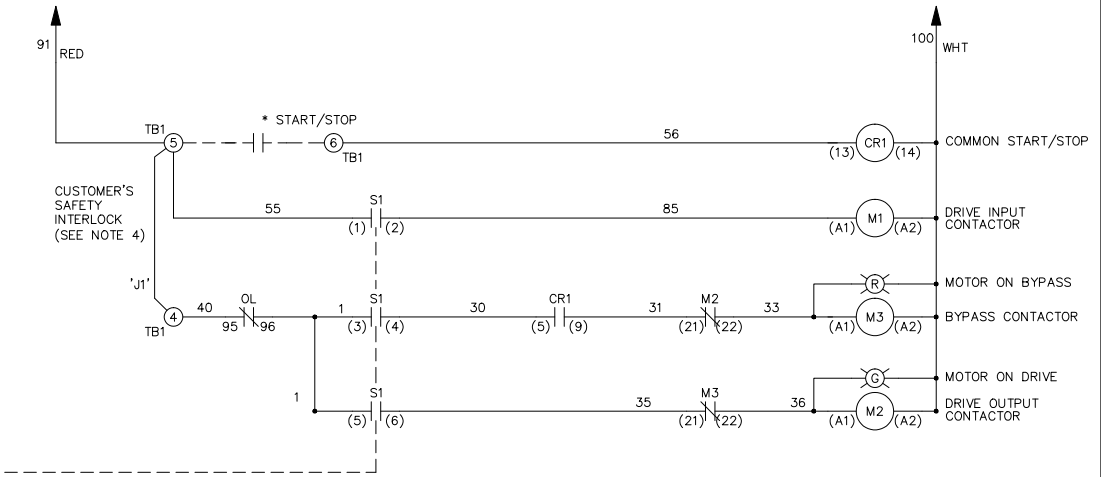 91
RED
100
WHT
* START/STOP
TB1
5
6
TB1
56
CR1
(13)
(14)
COMMON START/STOP
CUSTOMER'S
SAFETY
INTERLOCK
(SEE NOTE 4)
55
S1
(1)
(2)
85
M1
(A1)
(A2)
DRIVE INPUT
CONTACTOR
'J1'
R
MOTOR ON BYPASS
4
TB1
40
OL
95
96
1
S1
(3)
(4)
30
CR1
(5)
(9)
31
M2
(21)
(22)
33
M3
(A1)
(A2)
BYPASS CONTACTOR
G
MOTOR ON DRIVE
1
S1
(5)
(6)
35
M3
(21)
(22)
36
M2
(A1)
(A2)
DRIVE OUTPUT
CONTACTOR